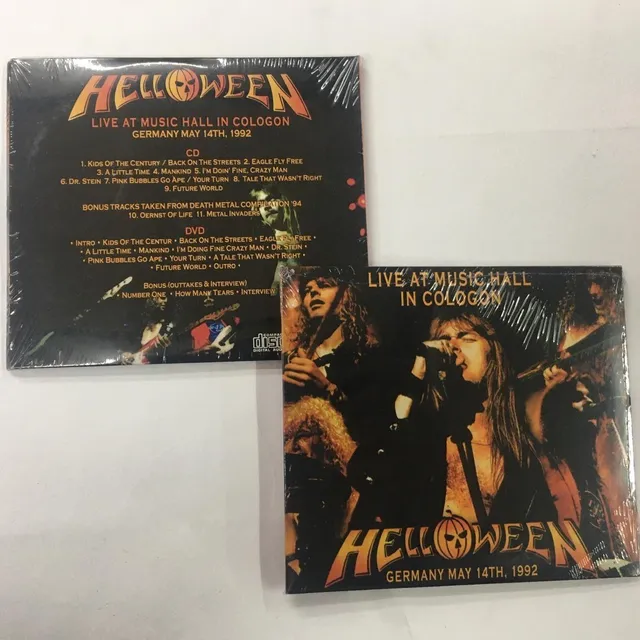 HELLOWEEN
LIVE AT MUSIC HALL IN COLOGON
GERMANY MAY 14TH, 1992
CD
1. KIDS OF THE CENTURY / BACK ON THE STREETS 2. EAGLE FLY FREE
3. A LITTLE TIME 4. MANKIND 5. I'M DOIN' FINE, CRAZY MAN
6. DR. STEIN 7. PINK BUBBLES GO APE / YOUR TURN 8. TALE THAT WASN'T RIGHT
9. FUTURE WORLD
BONUS TRACKS TAKEN FROM DEATH METAL COMPILATION '94
10. OERNST OF LIFE 11. METAL INVADERS
DVD
• INTRO • KIDS OF THE CENTUR • BACK ON THE STREETS • EAGLE FLY FREE •
• A LITTLE TIME • MANKIND • I'M DOING FINE CRAZY MAN • DR. STEIN •
PINK BUBBLES GO APE • YOUR TURN • A TALE THAT WASN'T RIGHT •
• FUTURE WORLD • OUTRO •
BONUS (OUTTAKES & INTERVIEW)
• NUMBER ONE • HOW MANY TEARS • INTERVIEW
DIGITAL
LIVE AT MUSIC HALL
IN COLOGON
HELLOWEEN
GERMANY MAY 14TH, 1992